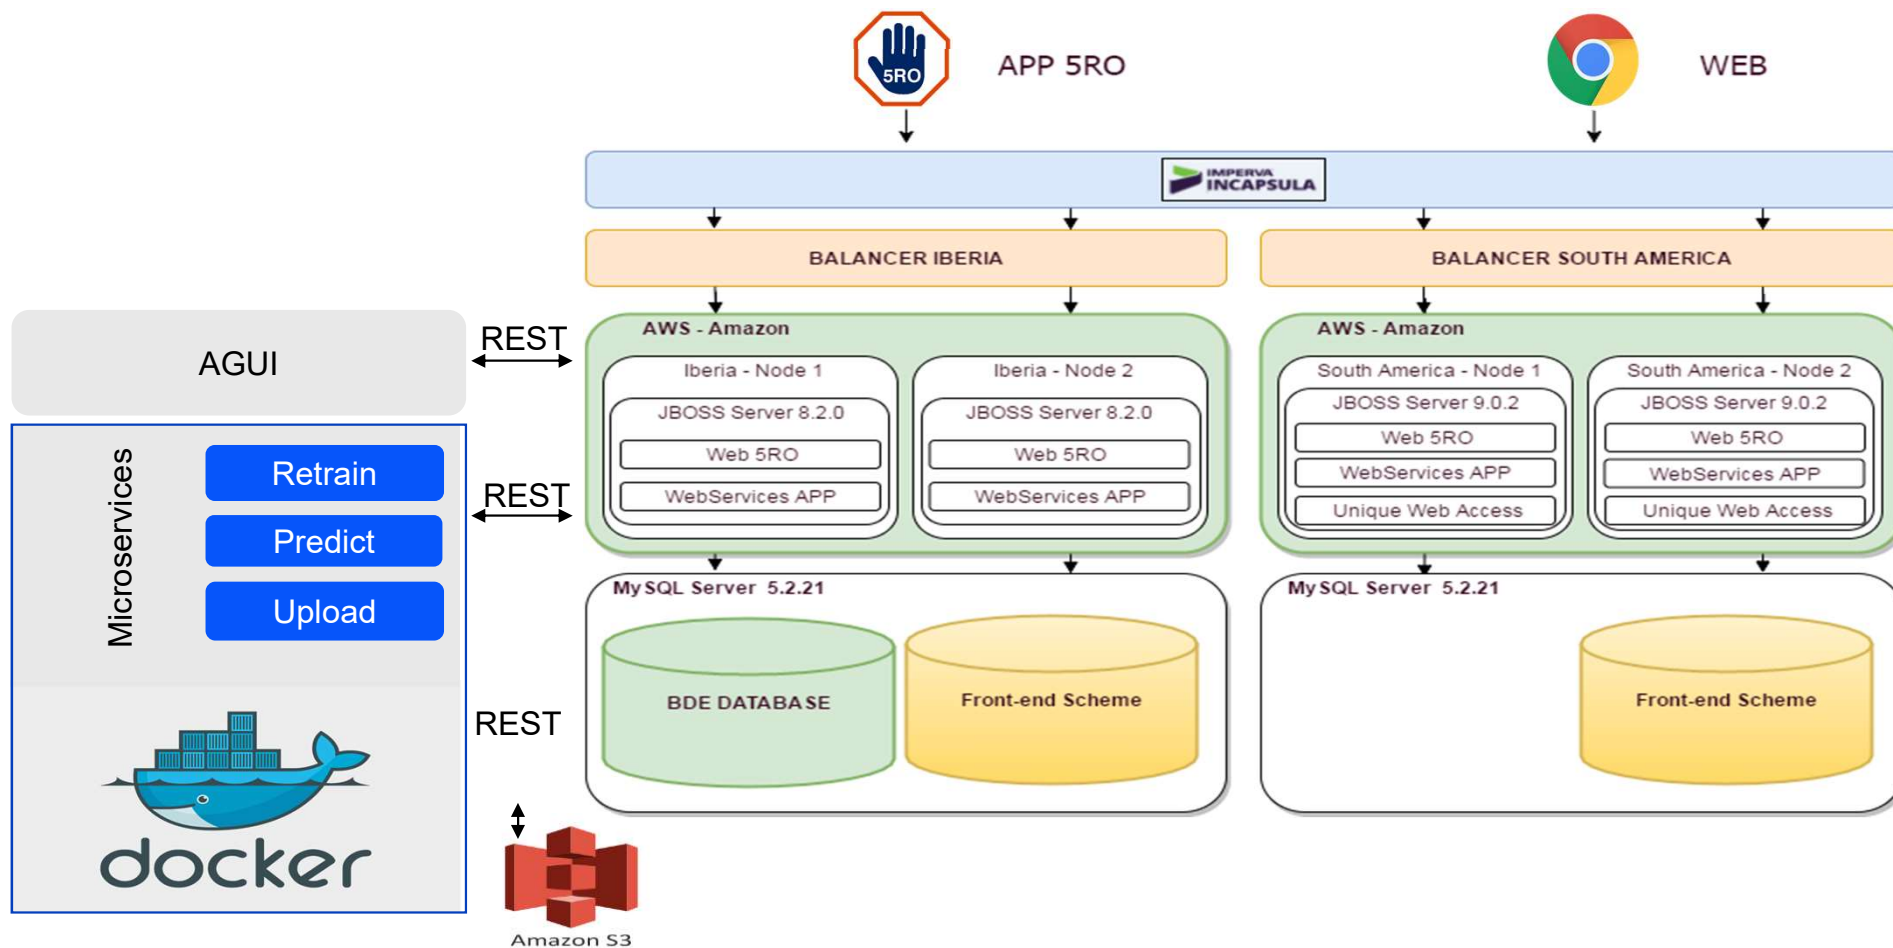 5RO
APP 5RO
WEB
IMPERVA
INCAPSULA
BALANCER IBERIA
BALANCER SOUTH AMERICA
AGUI
REST
AWS - Amazon
Iberia - Node 1
JBOSS Server 8.2.0
Web 5RO
WebServices APP
Iberia - Node 2
JBOSS Server 8.2.0
Web 5RO
WebServices APP
AWS - Amazon
South America - Node 1
JBOSS Server 9.0.2
Web 5RO
WebServices APP
Unique Web Access
South America - Node 2
JBOSS Server 9.0.2
Web 5RO
WebServices APP
Unique Web Access
Microservices
Retrain
Predict
Upload
REST
MySQL Server 5.2.21
BDE DATABASE
Front-end Scheme
MySQL Server 5.2.21
Front-end Scheme
REST
docker
Amazon S3